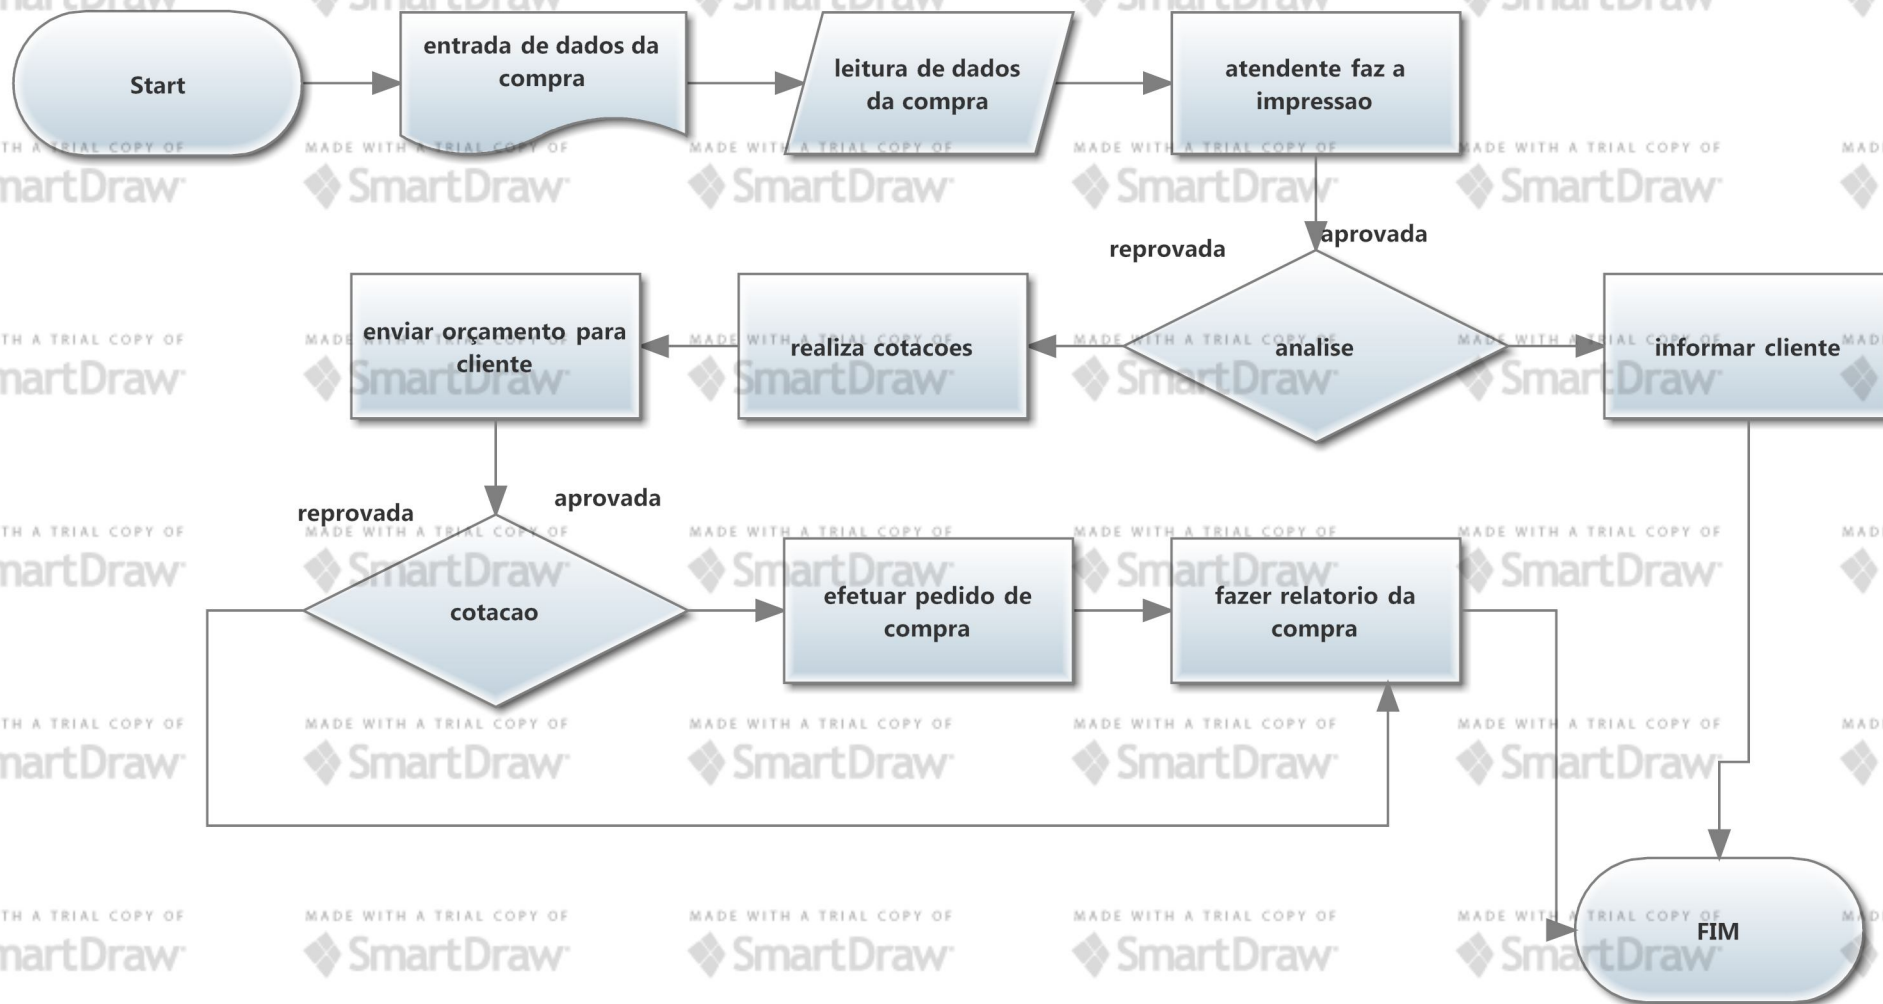 Start
entrada de dados da
compra
leitura de dados
da compra
atendente faz a
impressao
reprovada
aprovada
enviar orçamento para
cliente
realiza cotacoes
analise
informar cliente
reprovada
aprovada
cotacao
efetuar pedido de
compra
fazer relatorio da
compra
FIM
MADE WITH A TRIAL COPY OF
SmartDraw